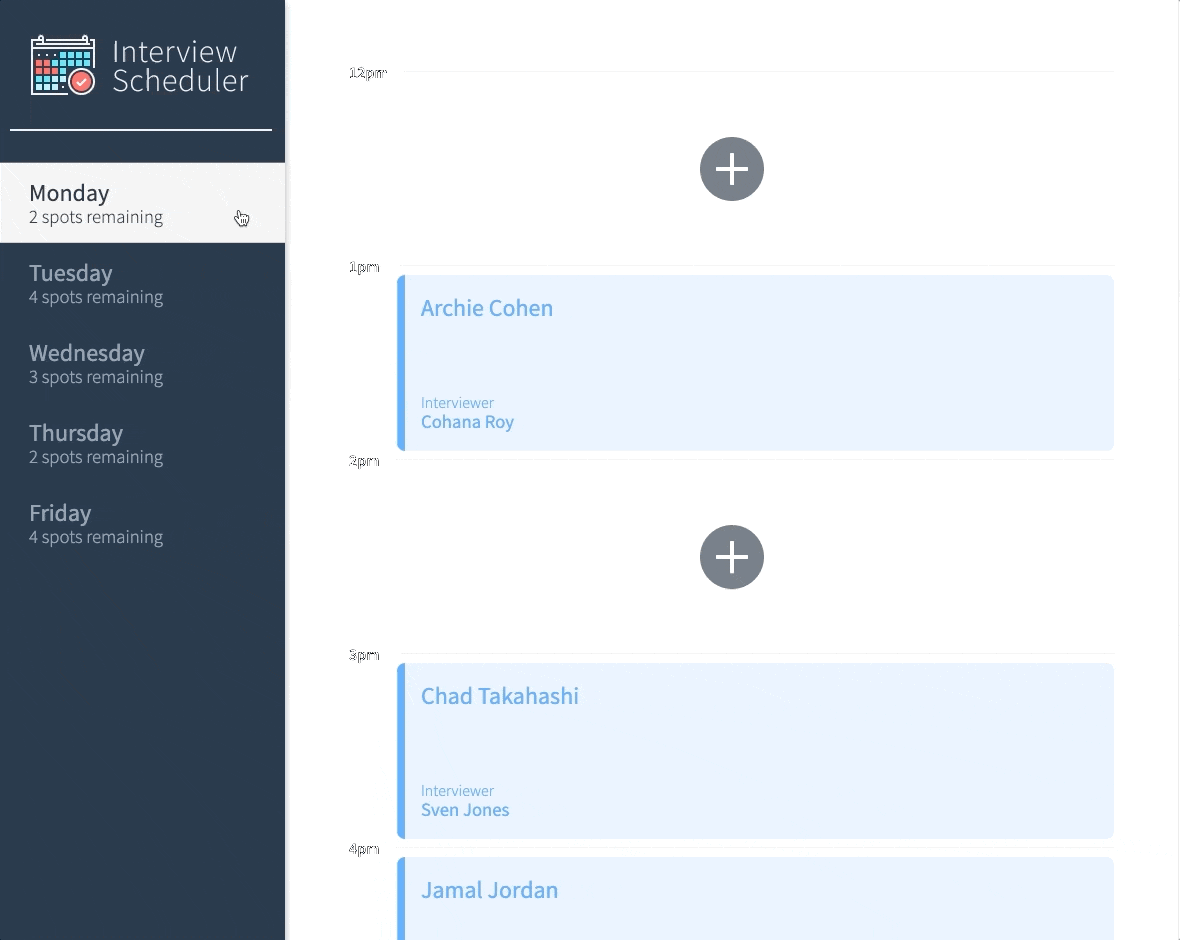 Interview
Scheduler
Monday
2 spots remaining
Tuesday
4 spots remaining
Wednesday
3 spots remaining
Thursday
2 spots remaining
Friday
4 spots remaining
12pm
1pm
Archie Cohen
Interviewer
Cohana Roy
2pm
3pm
Chad Takahashi
Interviewer
Sven Jones
4pm
Jamal Jordan